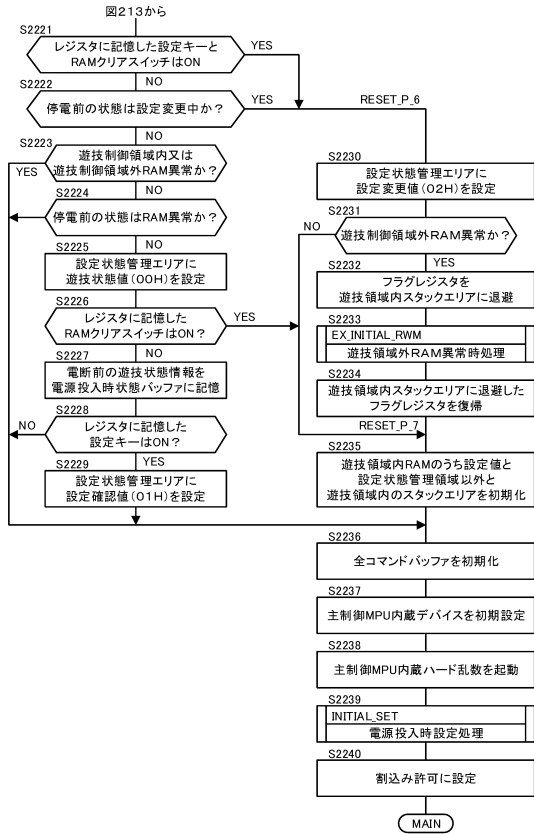 図213から
S2221
レジスタに記憶した設定キーと
RAMクリアスイッチはON
YES
NO
S2222
停電前の状態は設定変更中か?
YES
RESET_P_6
NO
S2223
遊技制御領域内又は
遊技制御領域外RAM異常か?
YES
NO
S2224
停電前の状態はRAM異常か?
NO
S2225
設定状態管理エリアに
遊技状態値(00H)を設定
S2226
レジスタに記憶した
RAMクリアスイッチはON?
YES
NO
S2227
電断前の遊技状態情報を
電源投入時状態バッファに記憶
S2228
レジスタに記憶した
設定キーはON?
NO
YES
S2229
設定状態管理エリアに
設定確認値(01H)を設定
S2230
設定状態管理エリアに
設定変更値(02H)を設定
S2231
遊技制御領域外RAM異常か?
NO
YES
S2232
フラグレジスタを
遊技領域内スタックエリアに退避
S2233
EX_INITIAL_RWM
遊技領域外RAM異常時処理
S2234
遊技領域内スタックエリアに退避した
フラグレジスタを復帰
RESET_P_7
S2235
遊技領域内RAMのうち設定値と
設定状態管理領域以外と
遊技領域内のスタックエリアを初期化
S2236
全コマンドバッファを初期化
S2237
主制御MPU内蔵デバイスを初期設定
S2238
主制御MPU内蔵ハード乱数を起動
S2239
INITIAL_SET
電源投入時設定処理
S2240
割込み許可に設定
MAIN